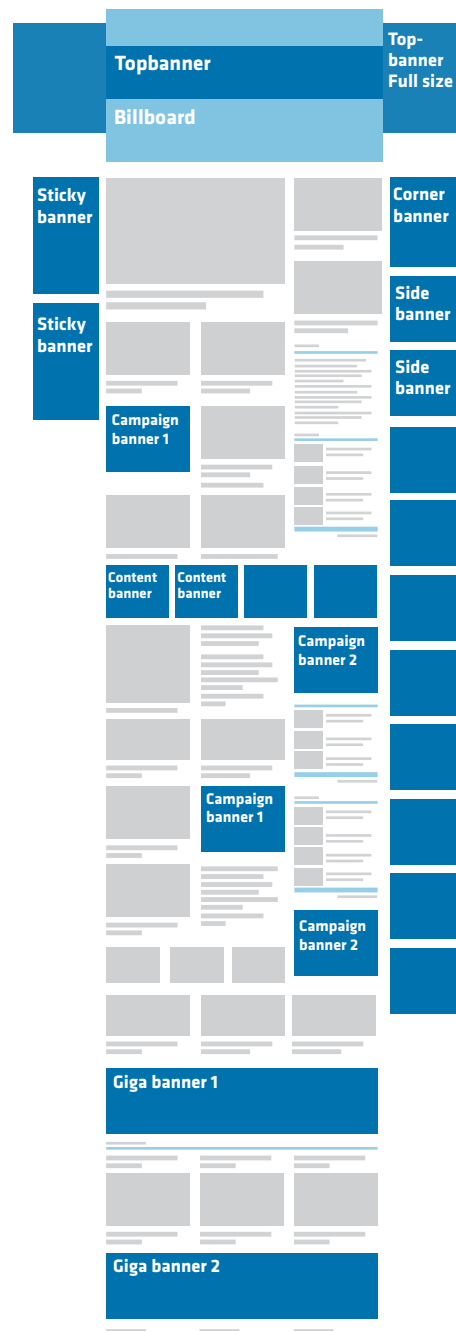 Topbanner
Top-
banner
Full size
Billboard
Sticky
banner
Corner
banner
Side
banner
Sticky
banner
Side
banner
Campaign
banner 1
Content
banner
Content
banner
Campaign
banner 2
Campaign
banner 1
Campaign
banner 2
Giga banner 1
Giga banner 2